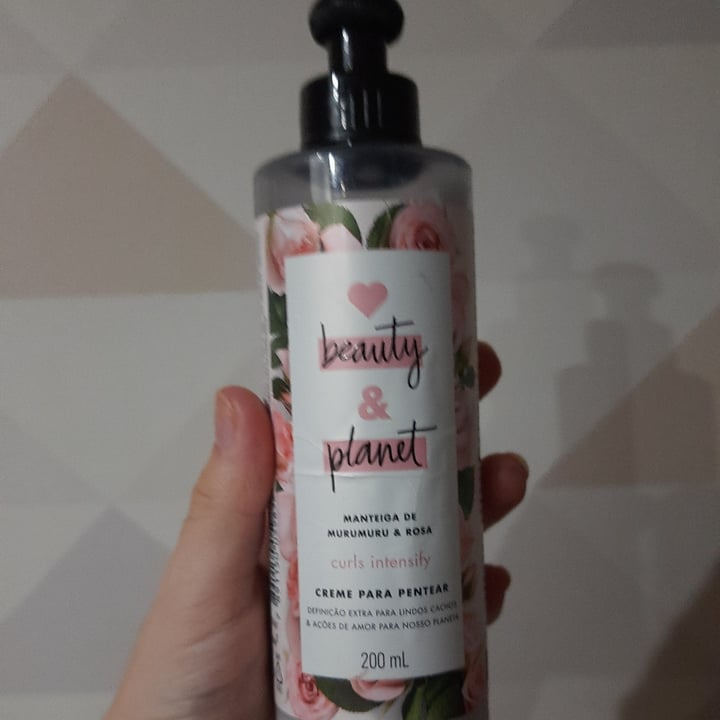 beauty
&
planet
MANTEIGA DE
MURUMURU & ROSA
curls intensify
CREME PARA PENTEAR
DEFINIÇÃO EXTRA PARA LINDOS CACHOS
& AÇÕES DE AMOR PARA NOSSO PLANETA
200 mL